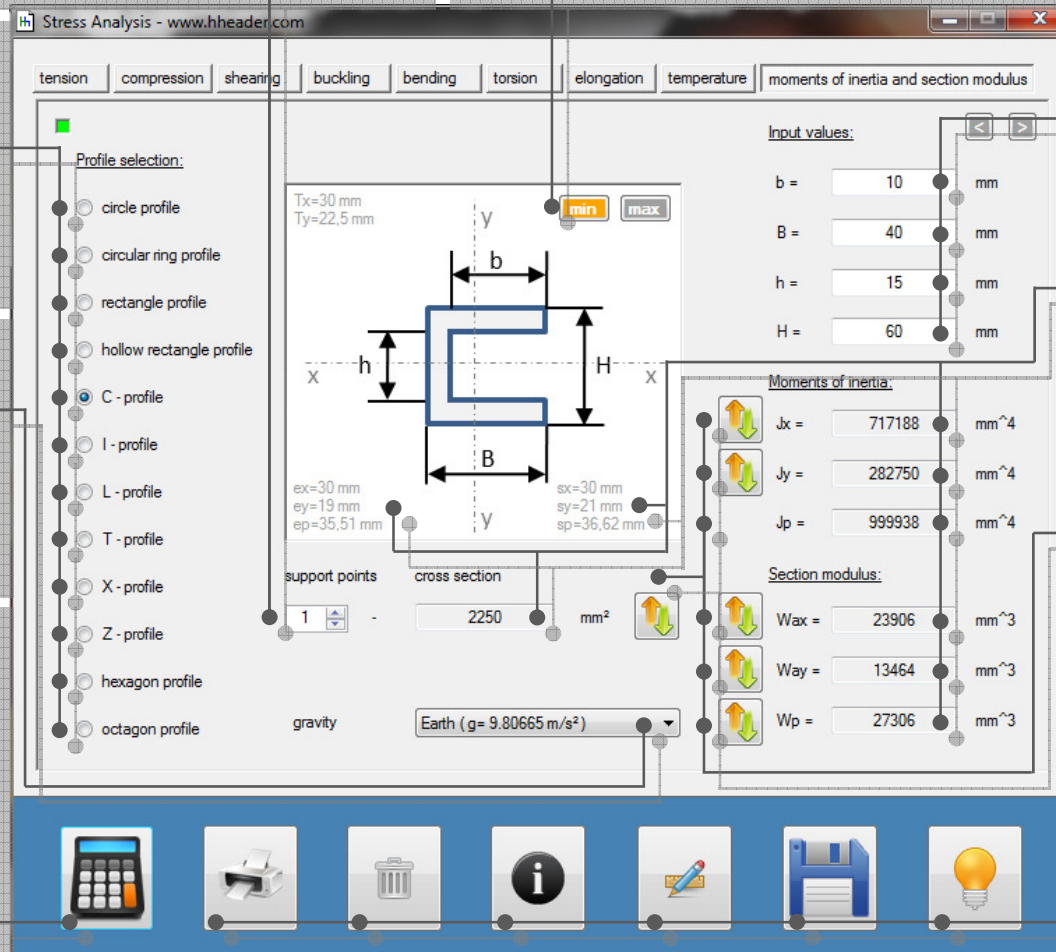 Stress Analysis - www.hheader.com
tension compression shearing buckling bending torsion elongation temperature moments of inertia and section modulus
Profile selection:
circle profile
circular ring profile
rectangle profile
hollow rectangle profile
C - profile
I - profile
L - profile
T - profile
X - profile
Z - profile
hexagon profile
octagon profile
Tx=30 mm
Ty=22,5 mm
min max
y
b
h
H
x
x
B
ex=30 mm
ey=19 mm
ep=35,51 mm
sx=30 mm
sy=21 mm
sp=36,62 mm
y
support points cross section
1 - 2250 mm²
gravity Earth ( g= 9.80665 m/s² )
Input values: < >
b = 10 mm
B = 40 mm
h = 15 mm
H = 60 mm
Moments of inertia:
Jx = 717188 mm^4
Jy = 282750 mm^4
Jp = 999938 mm^4
Section modulus:
Wax = 23906 mm^3
Way = 13464 mm^3
Wp = 27306 mm^3